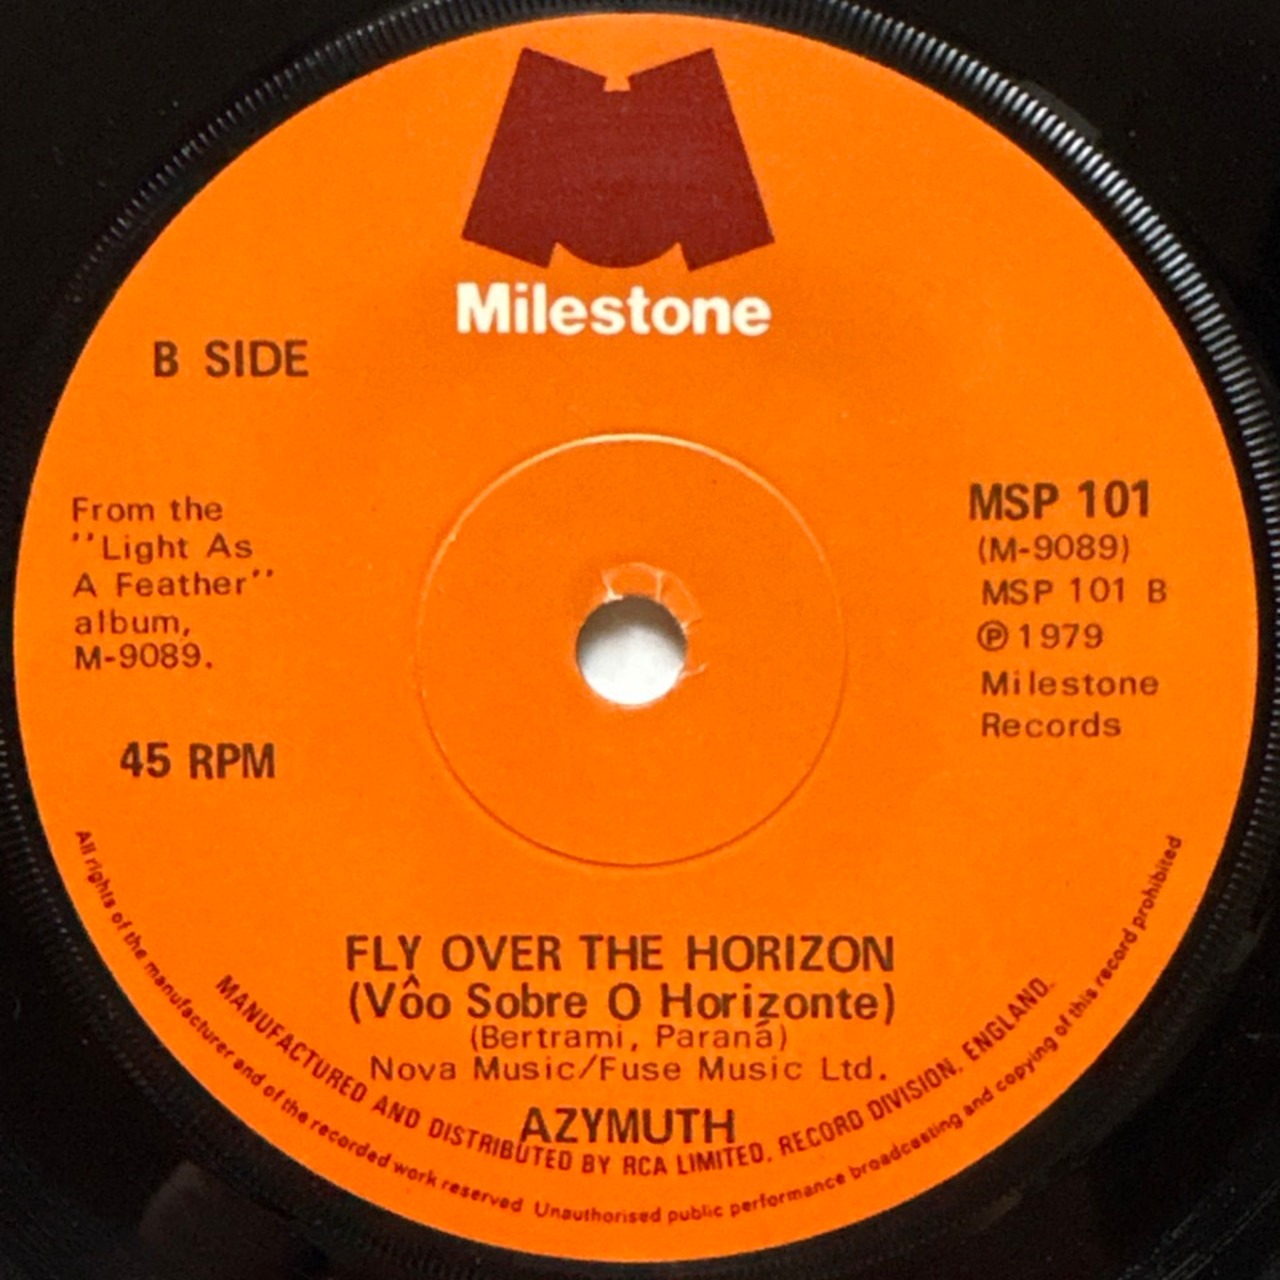 Milestone
B SIDE
From the
''Light As
A Feather''
album,
M-9089.
45 RPM
MSP 101
(M-9089)
MSP 101 B
℗ 1979
Milestone
Records
FLY OVER THE HORIZON
(Vôo Sobre O Horizonte)
(Bertrami, Paraná)
Nova Music/Fuse Music Ltd.
AZYMUTH
MANUFACTURED AND DISTRIBUTED BY RCA LIMITED. RECORD DIVISION. ENGLAND.
All rights of the manufacturer and of the recorded work reserved Unauthorised public performance broadcasting and copying of this record prohibited